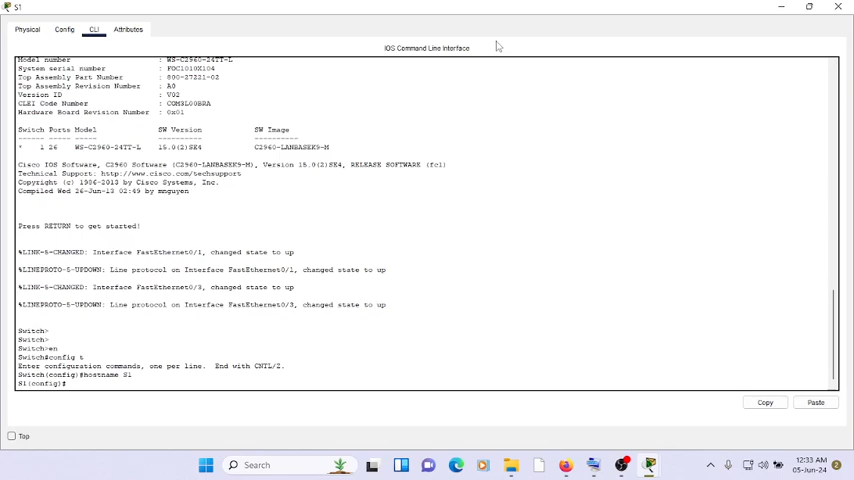 S1
Physical Config CLI Attributes
IOS Command Line Interface
Model number : WS-C2960-24TT-L
System serial number : FOC1010X104
Top Assembly Part Number : 800-27221-02
Top Assembly Revision Number : A0
Version ID : V02
CLEI Code Number : COM3L00BRA
Hardware Board Revision Number : 0x01
Switch Ports Model SW Version SW Image
------ ----- ----- ---------- ----------
* 1 26 WS-C2960-24TT-L 15.0(2)SE4 C2960-LANBASEK9-M
Cisco IOS Software, C2960 Software (C2960-LANBASEK9-M), Version 15.0(2)SE4, RELEASE SOFTWARE (fc1)
Technical Support: http://www.cisco.com/techsupport
Copyright (c) 1986-2013 by Cisco Systems, Inc.
Compiled Wed 26-Jun-13 02:49 by mnguyen
Press RETURN to get started!
%LINK-5-CHANGED: Interface FastEthernet0/1, changed state to up
%LINEPROTO-5-UPDOWN: Line protocol on Interface FastEthernet0/1, changed state to up
%LINK-5-CHANGED: Interface FastEthernet0/3, changed state to up
%LINEPROTO-5-UPDOWN: Line protocol on Interface FastEthernet0/3, changed state to up
Switch>
Switch>
Switch>en
Switch#config t
Enter configuration commands, one per line. End with CNTL/Z.
Switch(config)#hostname S1
S1(config)#
Copy Paste
Top
Search
12:33 AM
05-Jun-24
2